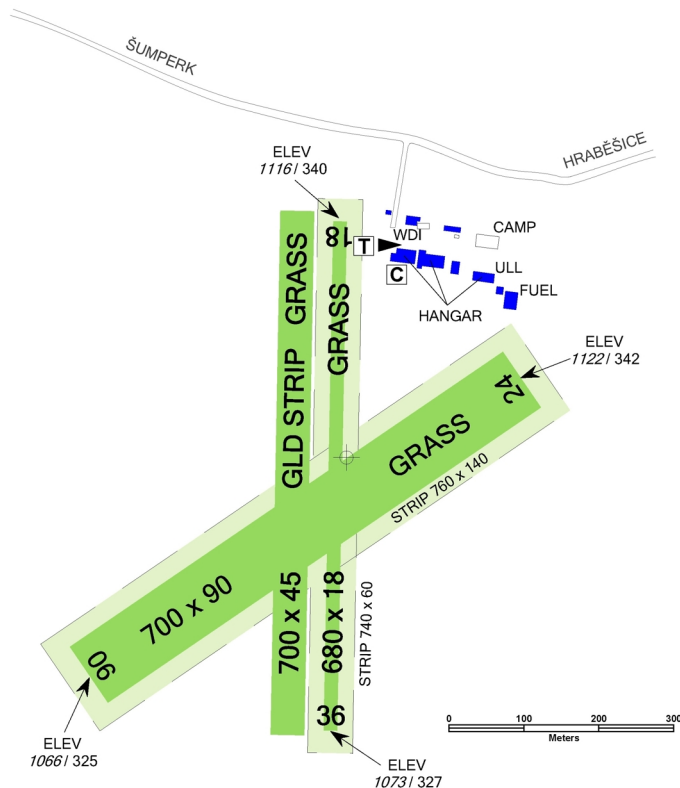 ŠUMPERK
HRABĚŠICE
ELEV
1116 / 340
18
T
WDI
C
CAMP
ULL
FUEL
HANGAR
GLD STRIP GRASS
GRASS
ELEV
1122 / 342
24
GRASS
STRIP 760 x 140
700 x 90
06
700 x 45
680 x 18
STRIP 740 x 60
36
ELEV
1066 / 325
ELEV
1073 / 327
0 100 200 300
Meters